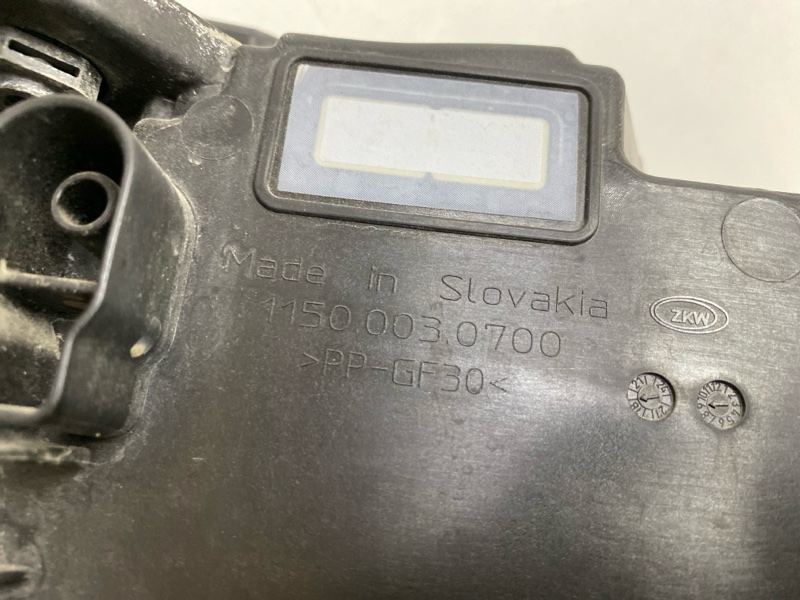 Made in Slovakia
1150.003.0700
>PP-GF30<
ZKW